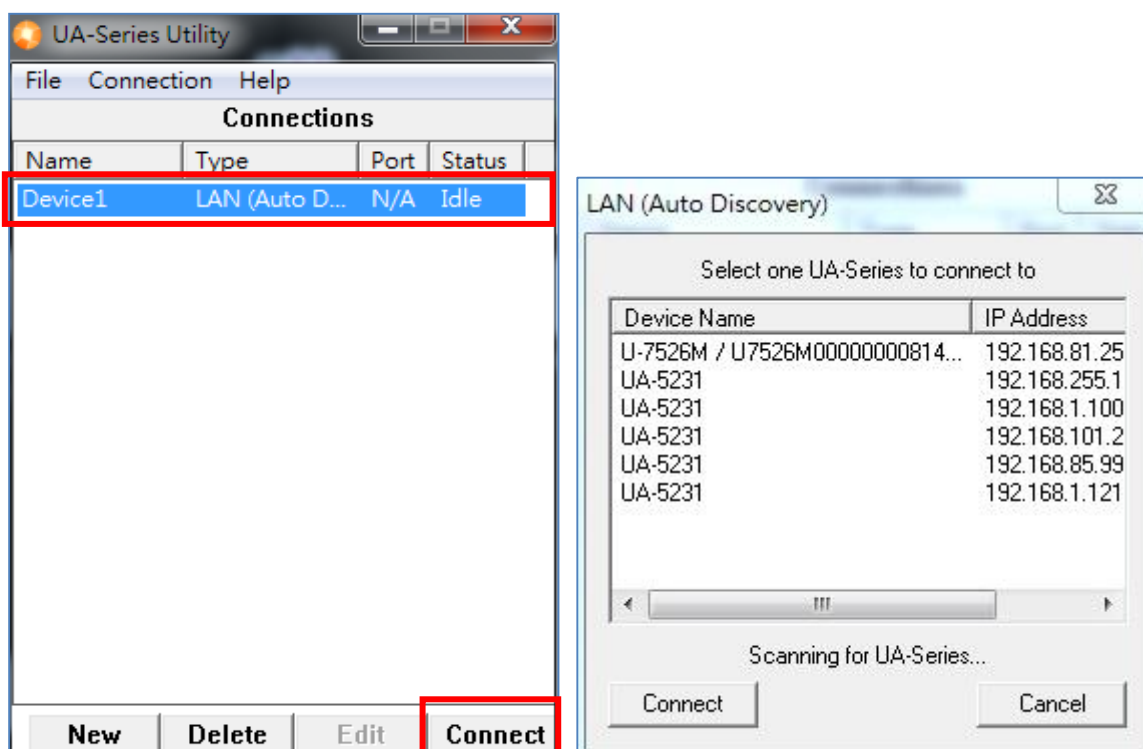 UA-Series Utility
File Connection Help
Connections
Name Type Port Status
Device1 LAN (Auto D... N/A Idle
New Delete Edit Connect
LAN (Auto Discovery)
Select one UA-Series to connect to
Device Name IP Address
U-7526M / U7526M00000000814... 192.168.81.25
UA-5231 192.168.255.1
UA-5231 192.168.1.100
UA-5231 192.168.101.2
UA-5231 192.168.85.99
UA-5231 192.168.1.121
Scanning for UA-Series...
Connect Cancel